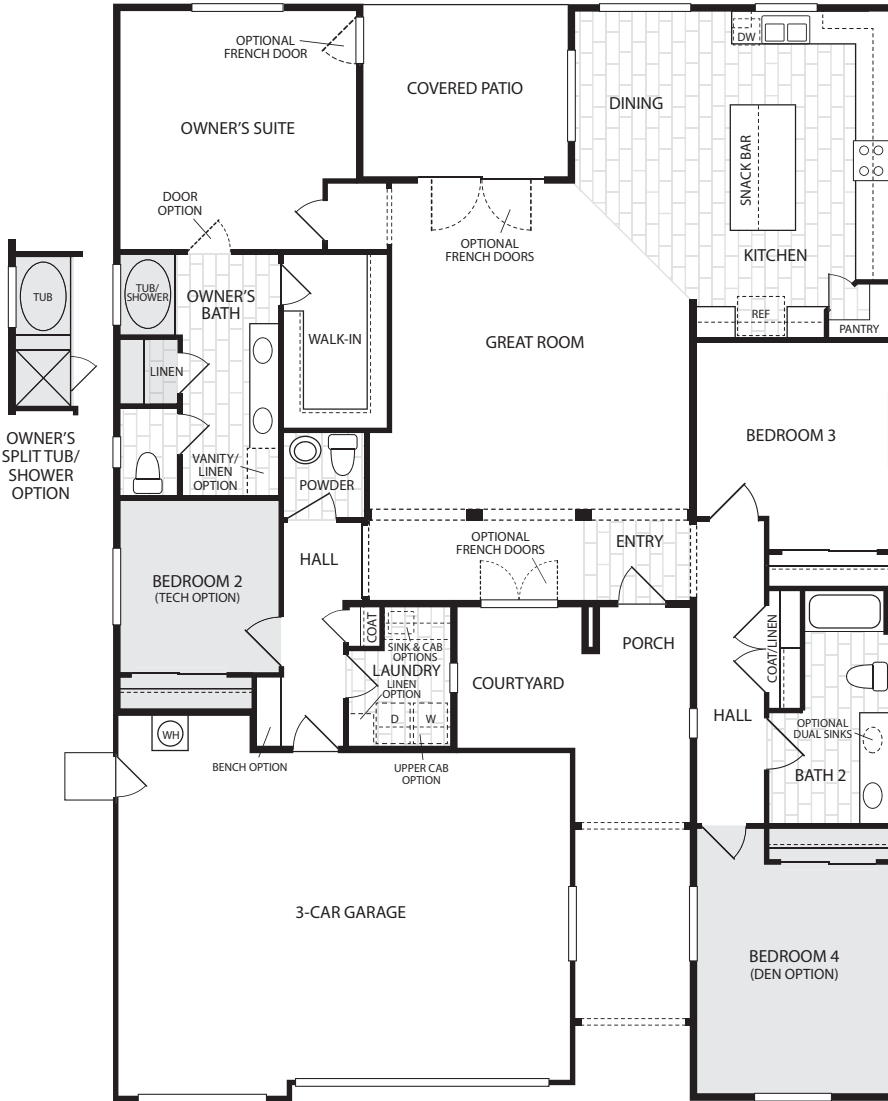 OPTIONAL
FRENCH DOOR
COVERED PATIO
DW
DINING
OWNER'S SUITE
SNACK BAR
DOOR
OPTION
OPTIONAL
FRENCH DOORS
KITCHEN
TUB
TUB/
SHOWER
OWNER'S
BATH
REF
PANTRY
WALK-IN
GREAT ROOM
LINEN
OWNER'S
SPLIT TUB/
SHOWER
OPTION
BEDROOM 3
VANITY/
LINEN
OPTION
POWDER
HALL
OPTIONAL
FRENCH DOORS
ENTRY
BEDROOM 2
(TECH OPTION)
COAT
SINK & CAB
OPTIONS
LAUNDRY
LINEN
OPTION
PORCH
COAT/LINEN
COURTYARD
D
W
HALL
OPTIONAL
DUAL SINKS
WH
BENCH OPTION
UPPER CAB
OPTION
BATH 2
3-CAR GARAGE
BEDROOM 4
(DEN OPTION)